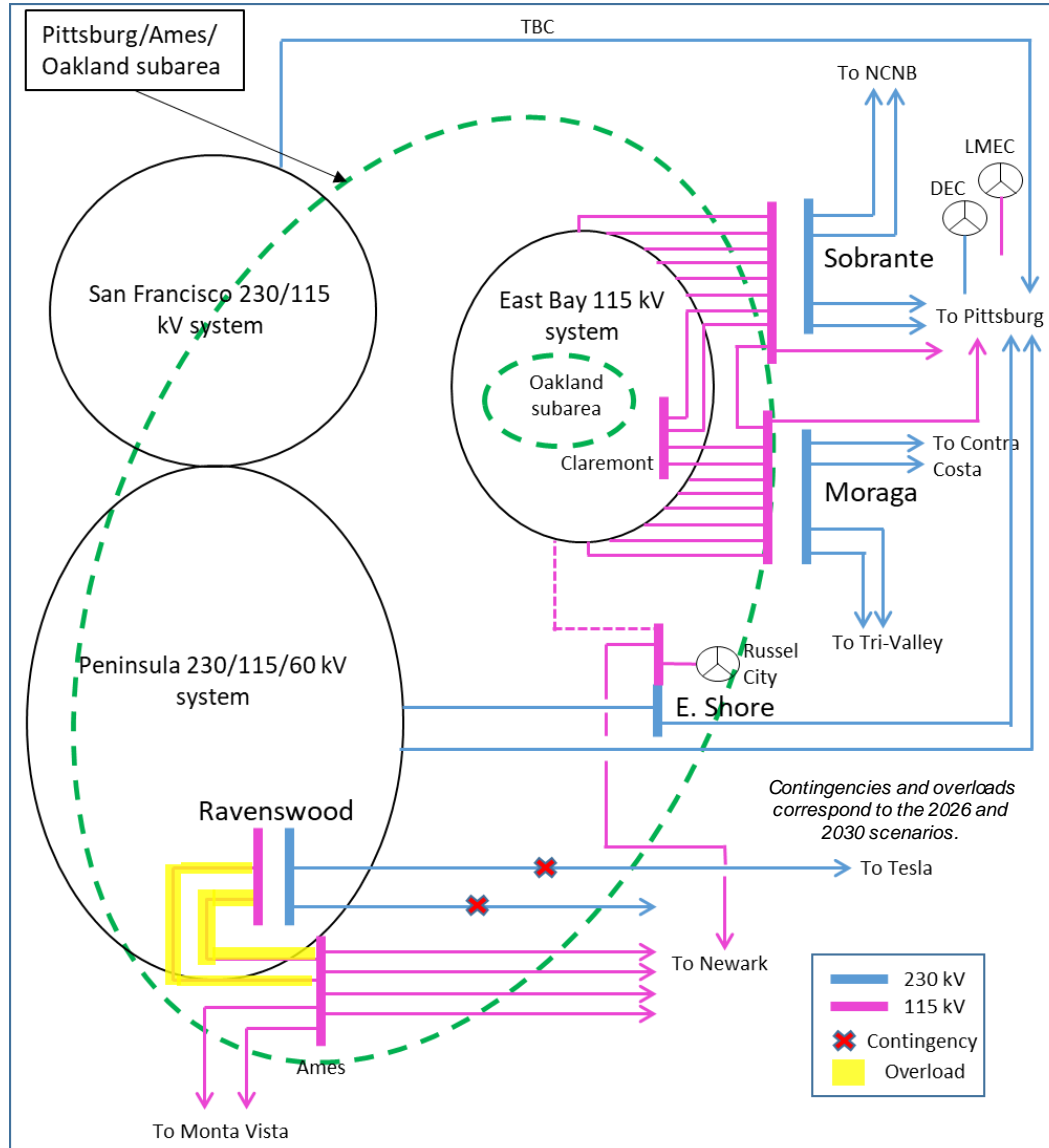 Pittsburg/Ames/
Oakland subarea
TBC
To NCNB
LMEC
DEC
San Francisco 230/115
kV system
East Bay 115 kV
system
Sobrante
To Pittsburg
Oakland
subarea
Claremont
To Contra
Costa
Moraga
To Tri-Valley
Peninsula 230/115/60 kV
system
Russel
City
E. Shore
Contingencies and overloads
correspond to the 2026 and
2030 scenarios.
Ravenswood
To Tesla
To Newark
230 kV
115 kV
Contingency
Overload
Ames
To Monta Vista